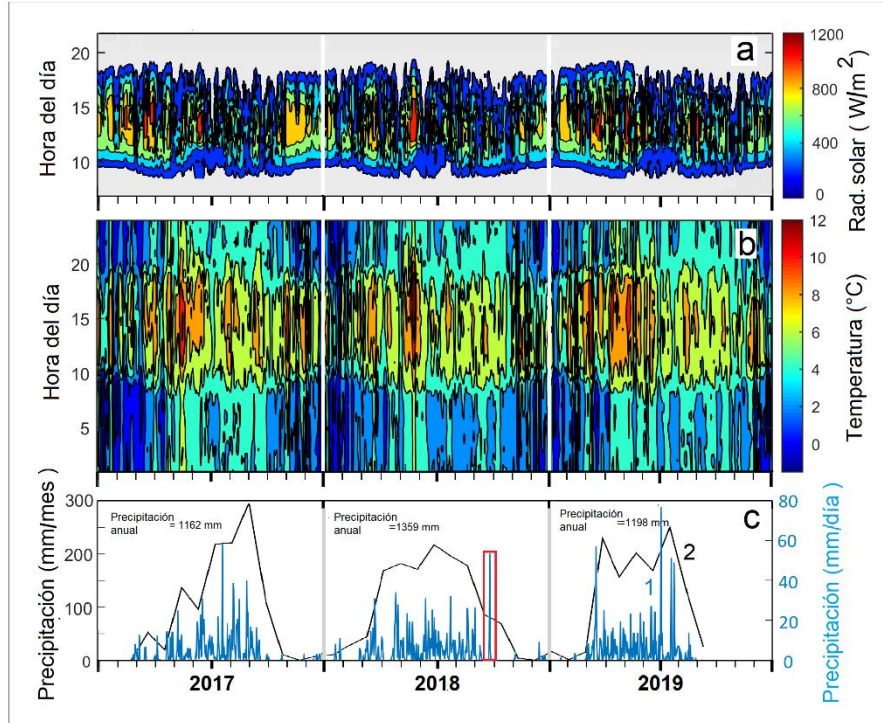 a
20
15
10
Hora del día
1200
800
400
0
Rad. solar ( W/m 2 )
b
20
15
10
5
Hora del día
12
10
8
6
4
2
0
Temperatura (°C)
c
300
200
100
0
Precipitación (mm/mes)
Precipitación
anual = 1162 mm
Precipitación
anual =1359 mm
Precipitación
anual =1198 mm
1
2
80
60
40
20
0
Precipitación (mm/día)
2017
2018
2019